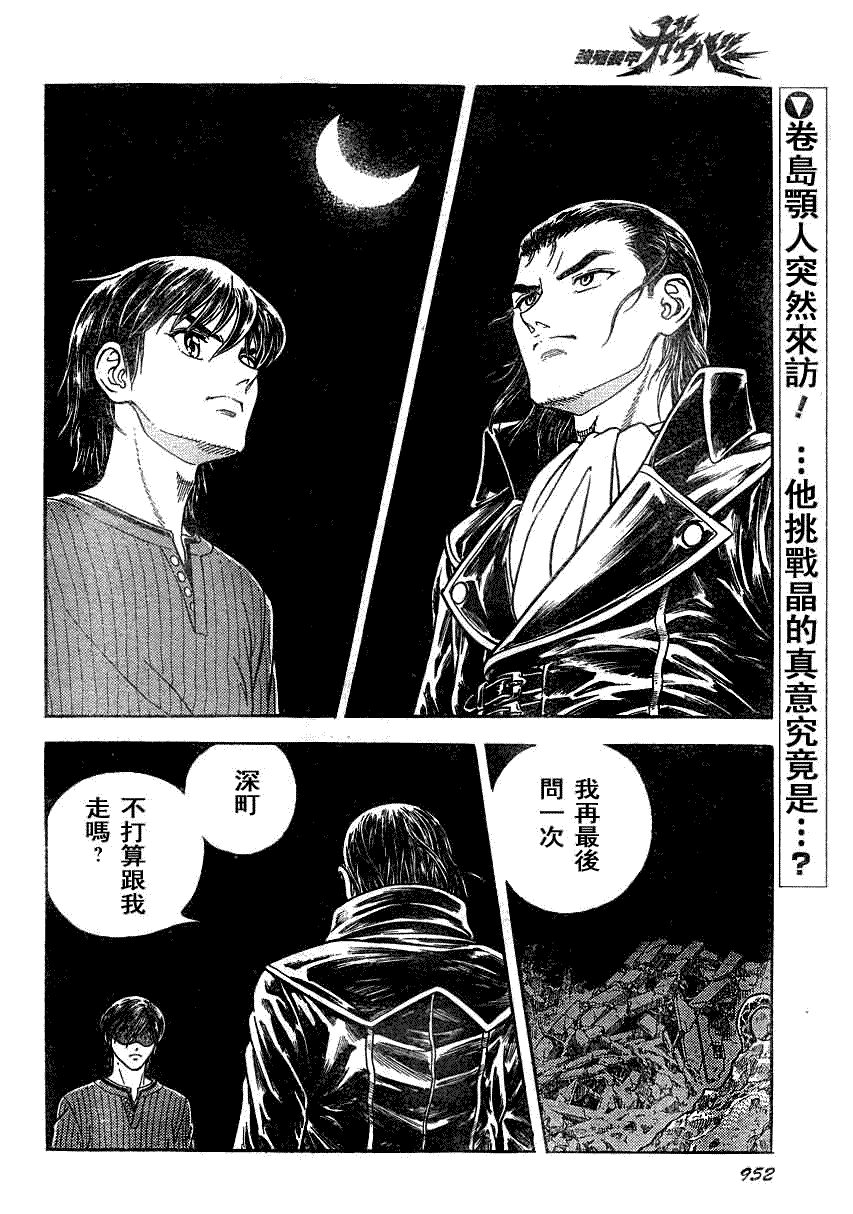 強殖装甲ガイバー
卷島顎人突然來訪！…他挑戰晶的真意究竟是…？
我再最後
問一次
深町
不打算跟我
走嗎？
952